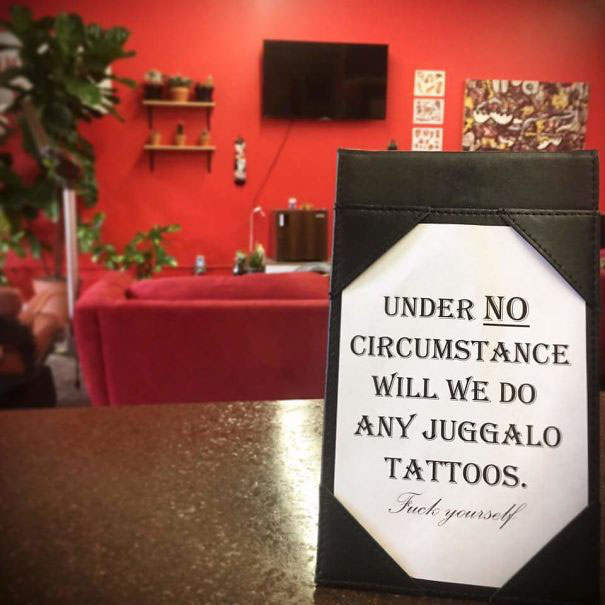 UNDER NO
CIRCUMSTANCE
WILL WE DO
ANY JUGGALO
TATTOOS.
Fuck yourself